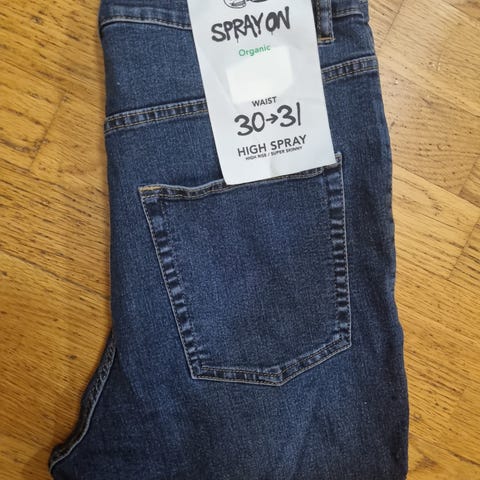 SPRAY ON
Organic
WAIST
30→31
HIGH SPRAY
HIGH RISE / SUPER SKINNY